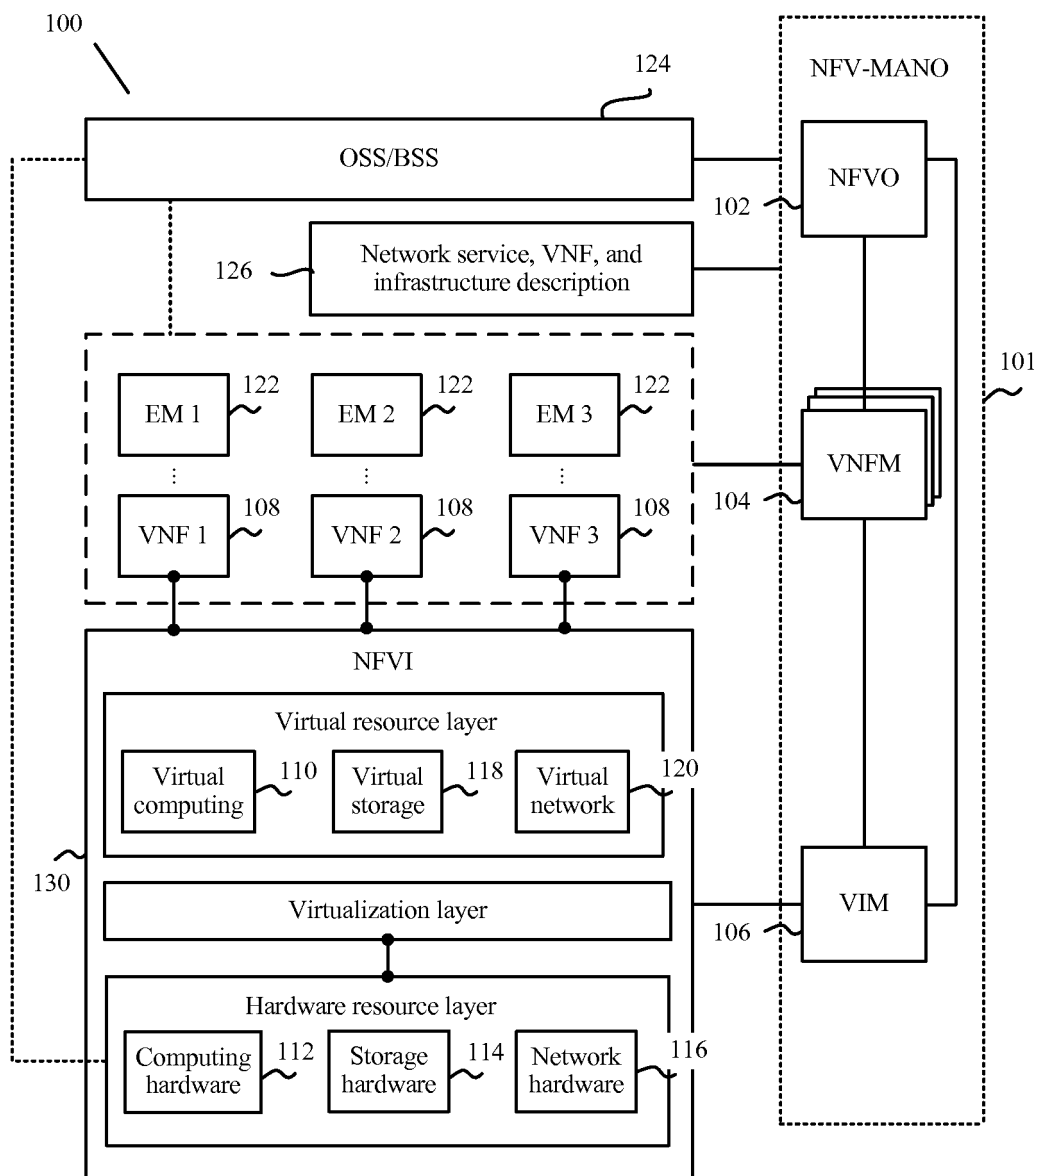 100
NFV-MANO
124
OSS/BSS
NFVO
102
Network service, VNF, and
infrastructure description
126
101
EM 1
122
EM 2
122
EM 3
122
VNFM
104
...
...
...
VNF 1
108
VNF 2
108
VNF 3
108
NFVI
Virtual resource layer
Virtual
computing
110
Virtual
storage
118
Virtual
network
120
130
Virtualization layer
VIM
106
Hardware resource layer
Computing
hardware
112
Storage
hardware
114
Network
hardware
116